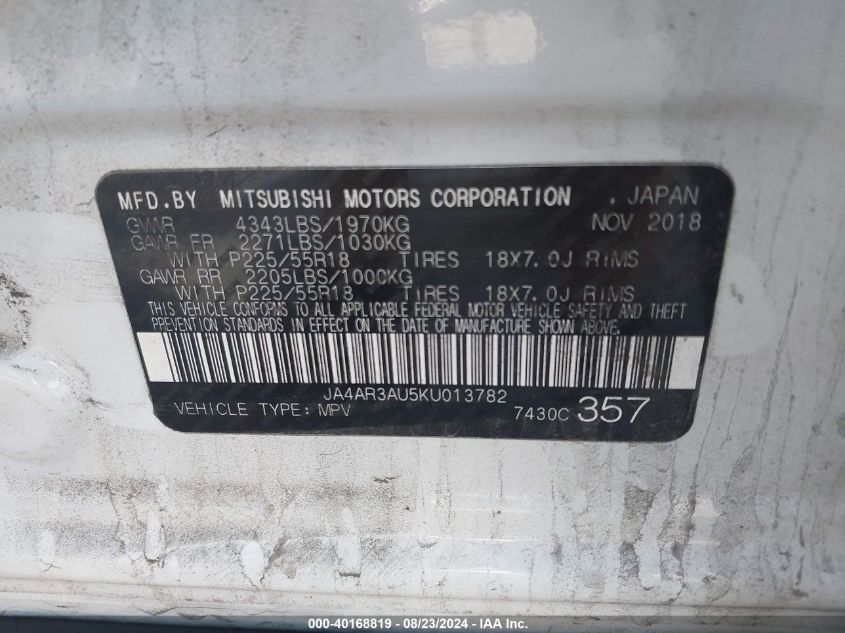 MFD.BY MITSUBISHI MOTORS CORPORATION . JAPAN
GVWR 4343LBS/1970KG NOV 2018
GAWR FR 2271LBS/1030KG
WITH P225/55R18 TIRES 18X7.0J RIMS
GAWR RR 2205LBS/1000KG
WITH P225/55R18 TIRES 18X7.0J RIMS
THIS VEHICLE CONFORMS TO ALL APPLICABLE FEDERAL MOTOR VEHICLE SAFETY AND THEFT
PREVENTION STANDARDS IN EFFECT ON THE DATE OF MANUFACTURE SHOWN ABOVE.
JA4AR3AU5KU013782
VEHICLE TYPE: MPV 7430C 357
000-40168819 - 08/23/2024 - IAA Inc.